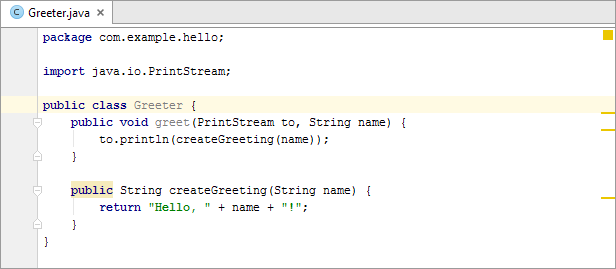 Greeter.java
package com.example.hello;
import java.io.PrintStream;
public class Greeter {
    public void greet(PrintStream to, String name) {
        to.println(createGreeting(name));
    }
    public String createGreeting(String name) {
        return "Hello, " + name + "!";
    }
}